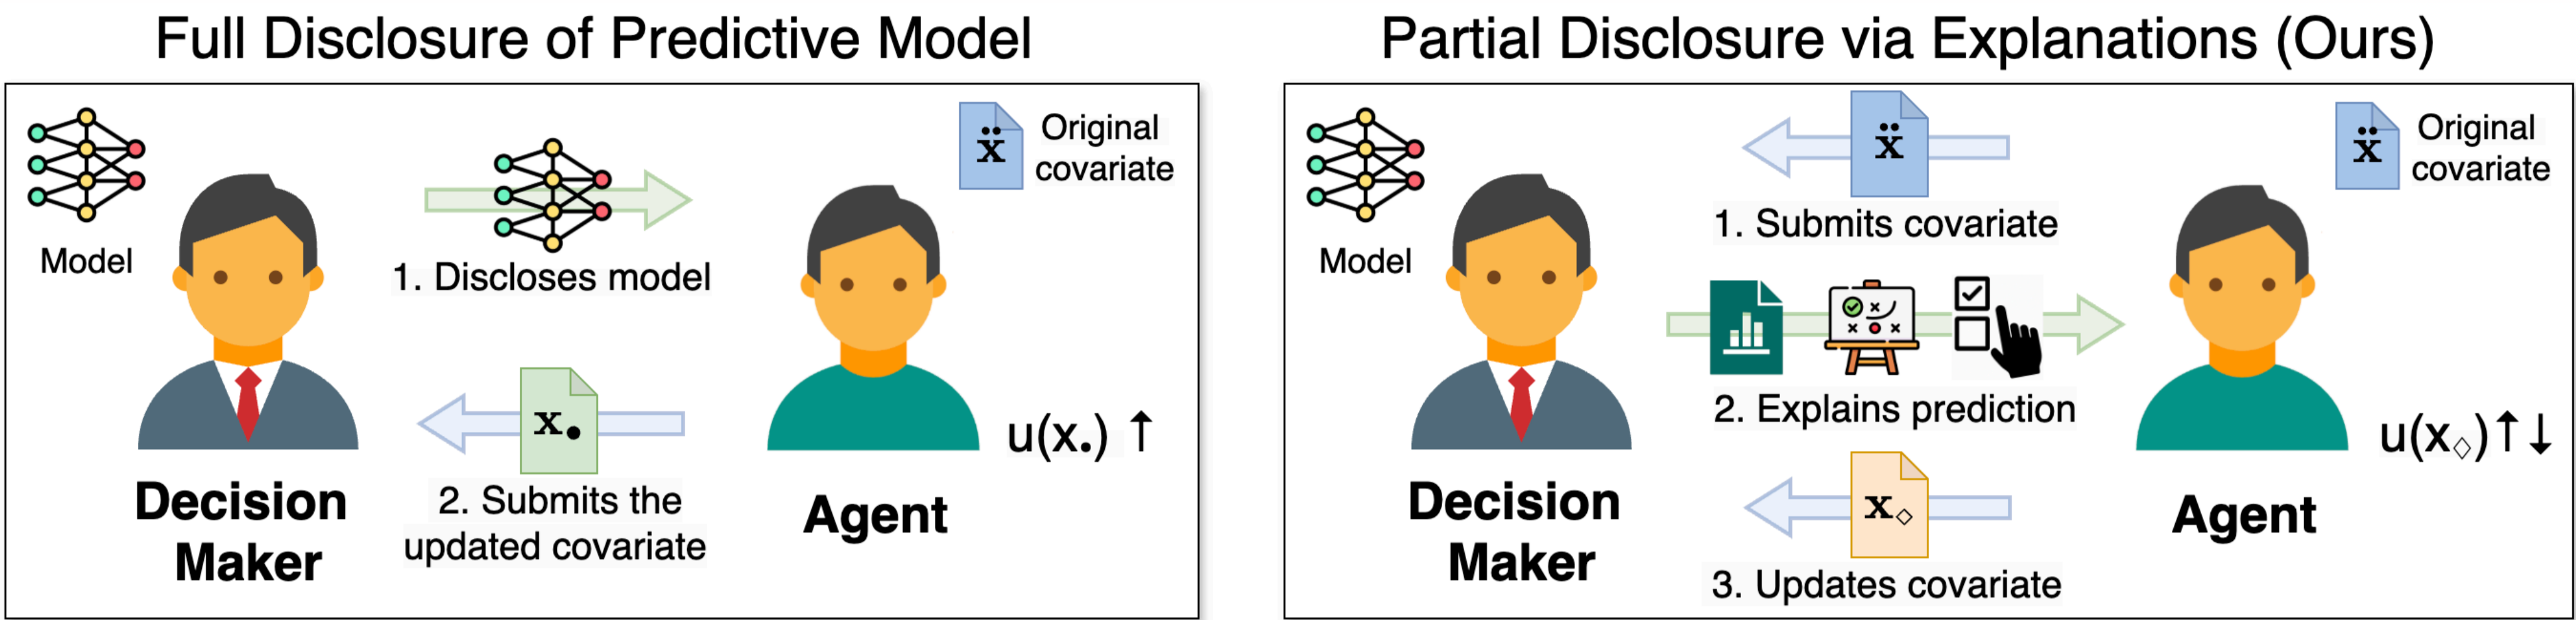 Full Disclosure of Predictive Model
Model
1. Discloses model
ẍ
Original
covariate
x●
2. Submits the
updated covariate
u(x●) ↑
Decision
Maker
Agent
Partial Disclosure via Explanations (Ours)
Model
ẍ
1. Submits covariate
ẍ
Original
covariate
2. Explains prediction
x◇
3. Updates covariate
u(x◇)↑↓
Decision
Maker
Agent